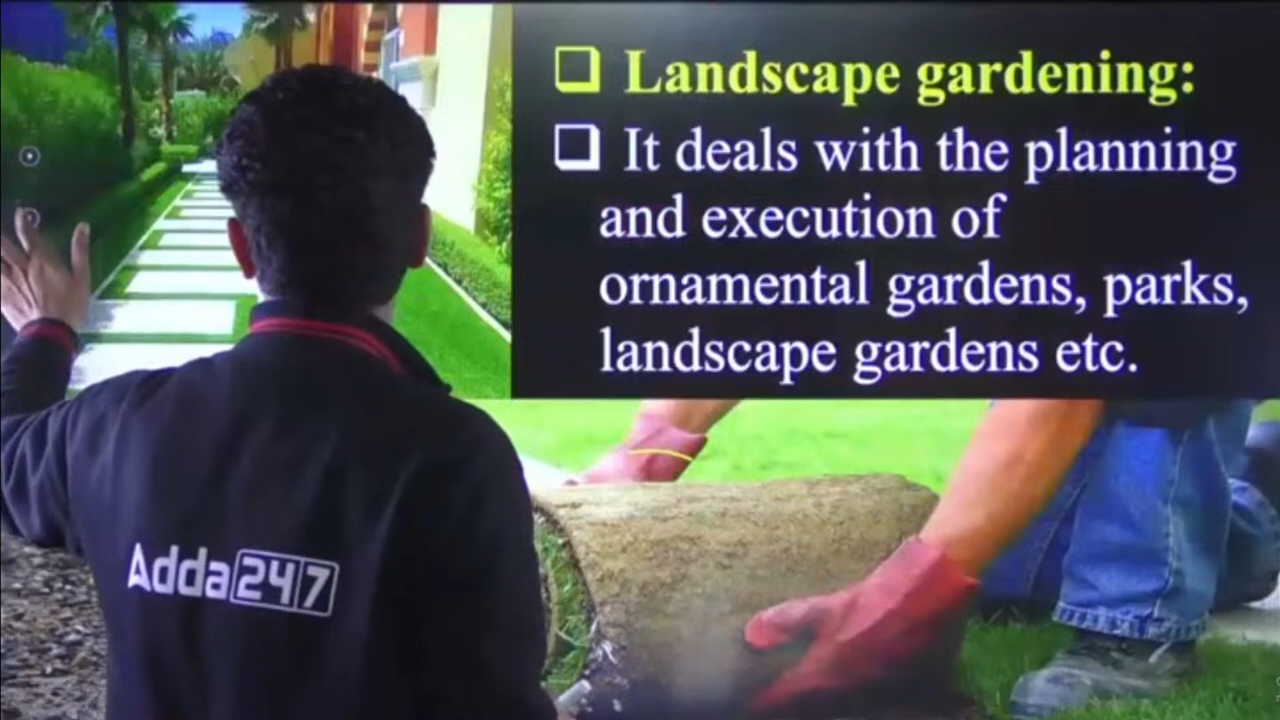 Landscape gardening:
It deals with the planning
and execution of
ornamental gardens, parks,
landscape gardens etc.
Adda247